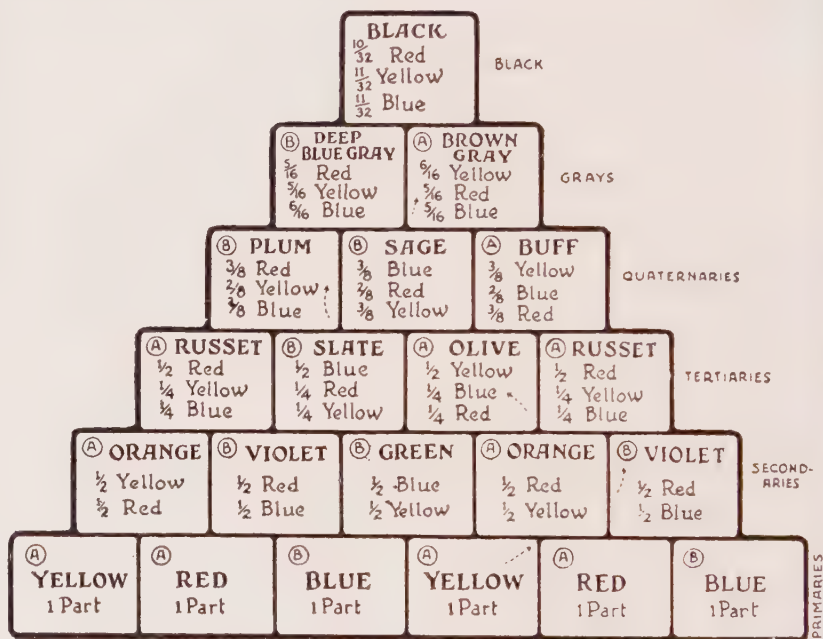 BLACK
10/32 Red
11/32 Yellow
11/32 Blue
BLACK
Ⓑ DEEP
BLUE GRAY
5/16 Red
5/16 Yellow
6/16 Blue
Ⓐ BROWN
GRAY
6/16 Yellow
5/16 Red
5/16 Blue
GRAYS
Ⓑ PLUM
3/8 Red
2/8 Yellow
3/8 Blue
Ⓑ SAGE
3/8 Blue
2/8 Red
3/8 Yellow
Ⓐ BUFF
3/8 Yellow
2/8 Blue
3/8 Red
QUATERNARIES
Ⓐ RUSSET
1/2 Red
1/4 Yellow
1/4 Blue
Ⓑ SLATE
1/2 Blue
1/4 Red
1/4 Yellow
Ⓐ OLIVE
1/2 Yellow
1/4 Blue
1/4 Red
Ⓐ RUSSET
1/2 Red
1/4 Yellow
1/4 Blue
TERTIARIES
Ⓐ ORANGE
1/2 Yellow
1/2 Red
Ⓑ VIOLET
1/2 Red
1/2 Blue
Ⓑ GREEN
1/2 Blue
1/2 Yellow
Ⓐ ORANGE
1/2 Red
1/2 Yellow
Ⓑ VIOLET
1/2 Red
1/2 Blue
SECOND-
ARIES
Ⓐ
YELLOW
1 Part
Ⓐ
RED
1 Part
Ⓑ
BLUE
1 Part
Ⓐ
YELLOW
1 Part
Ⓐ
RED
1 Part
Ⓑ
BLUE
1 Part
PRIMARIES